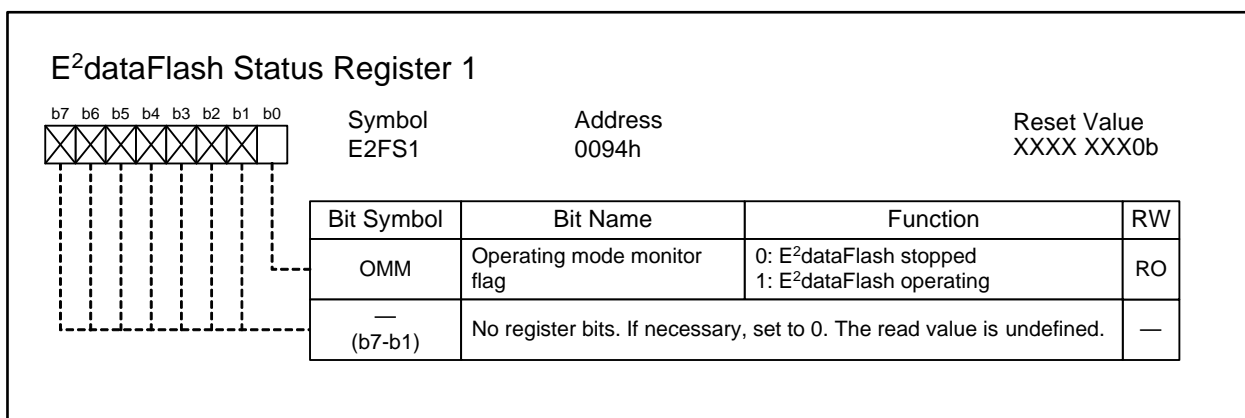 E²dataFlash Status Register 1
b7 b6 b5 b4 b3 b2 b1 b0
Symbol Address Reset Value
E2FS1 0094h XXXX XXX0b
Bit Symbol Bit Name Function RW
OMM Operating mode monitor flag 0: E²dataFlash stopped 1: E²dataFlash operating RO
— (b7-b1) No register bits. If necessary, set to 0. The read value is undefined. —